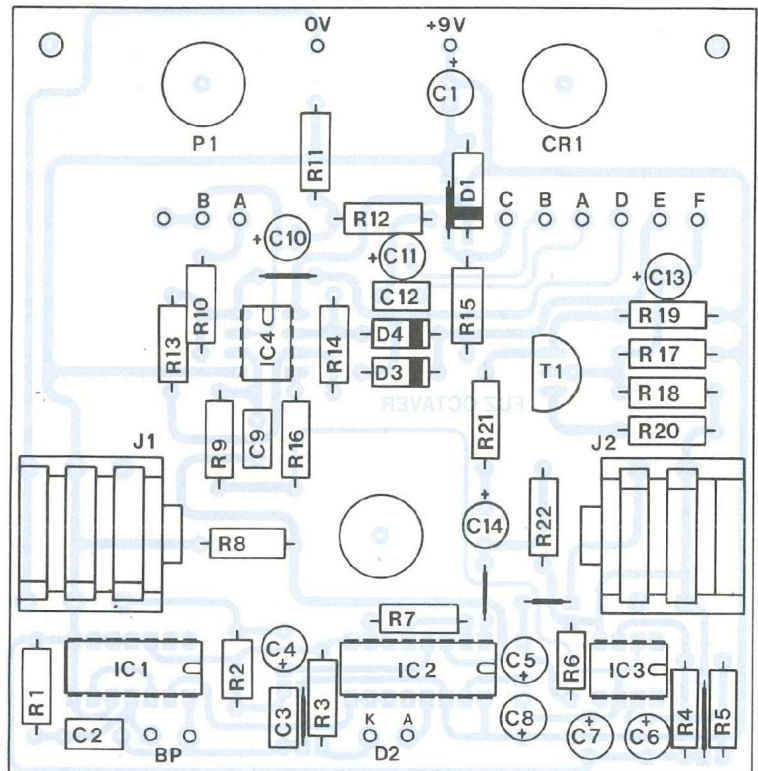 0V +9V
+
C1
P1 CR1
R11
D1
B A C B A D E F
R12
+ C10
+ C11
+ C13
C12
R10
R15
R19
R13
IC4
R14
D4
T1
R17
D3
R18
FUZ OCTAVER
R20
R21
J1 J2
R9
C9
R16
+
C14
R22
R8
R7
IC1
R2
C4
+
IC2
C5
+
R6
IC3
R1
C3
R3
R4
R5
C2
K A
C8
+
+
C7
+
C6
BP D2